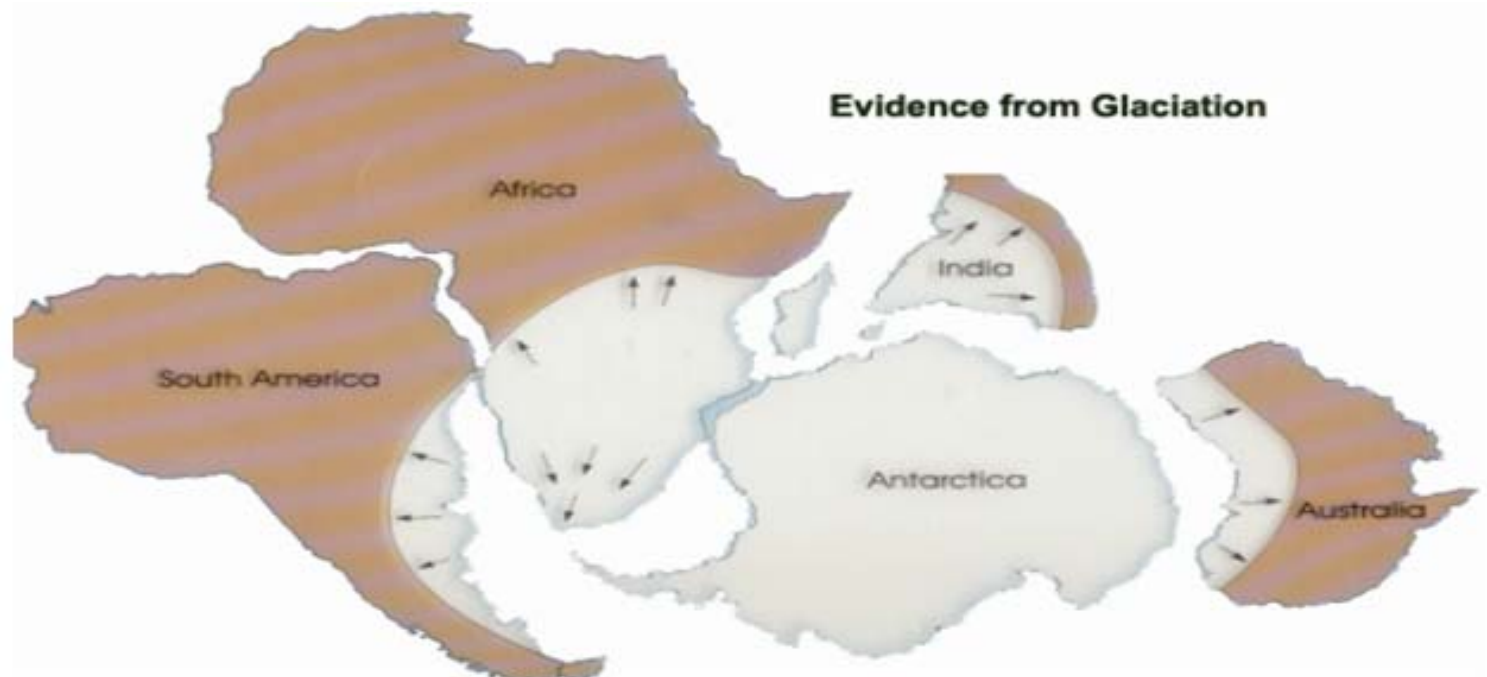 Evidence from Glaciation
Africa
India
South America
Antarctica
Australia